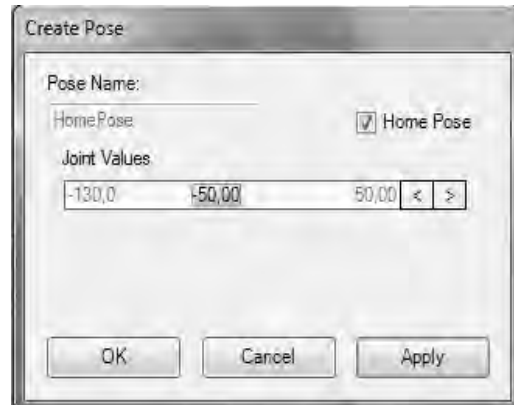 Create Pose
Pose Name:
HomePose
Home Pose
Joint Values
-130,0 -50,00 50,00 < >
OK Cancel Apply